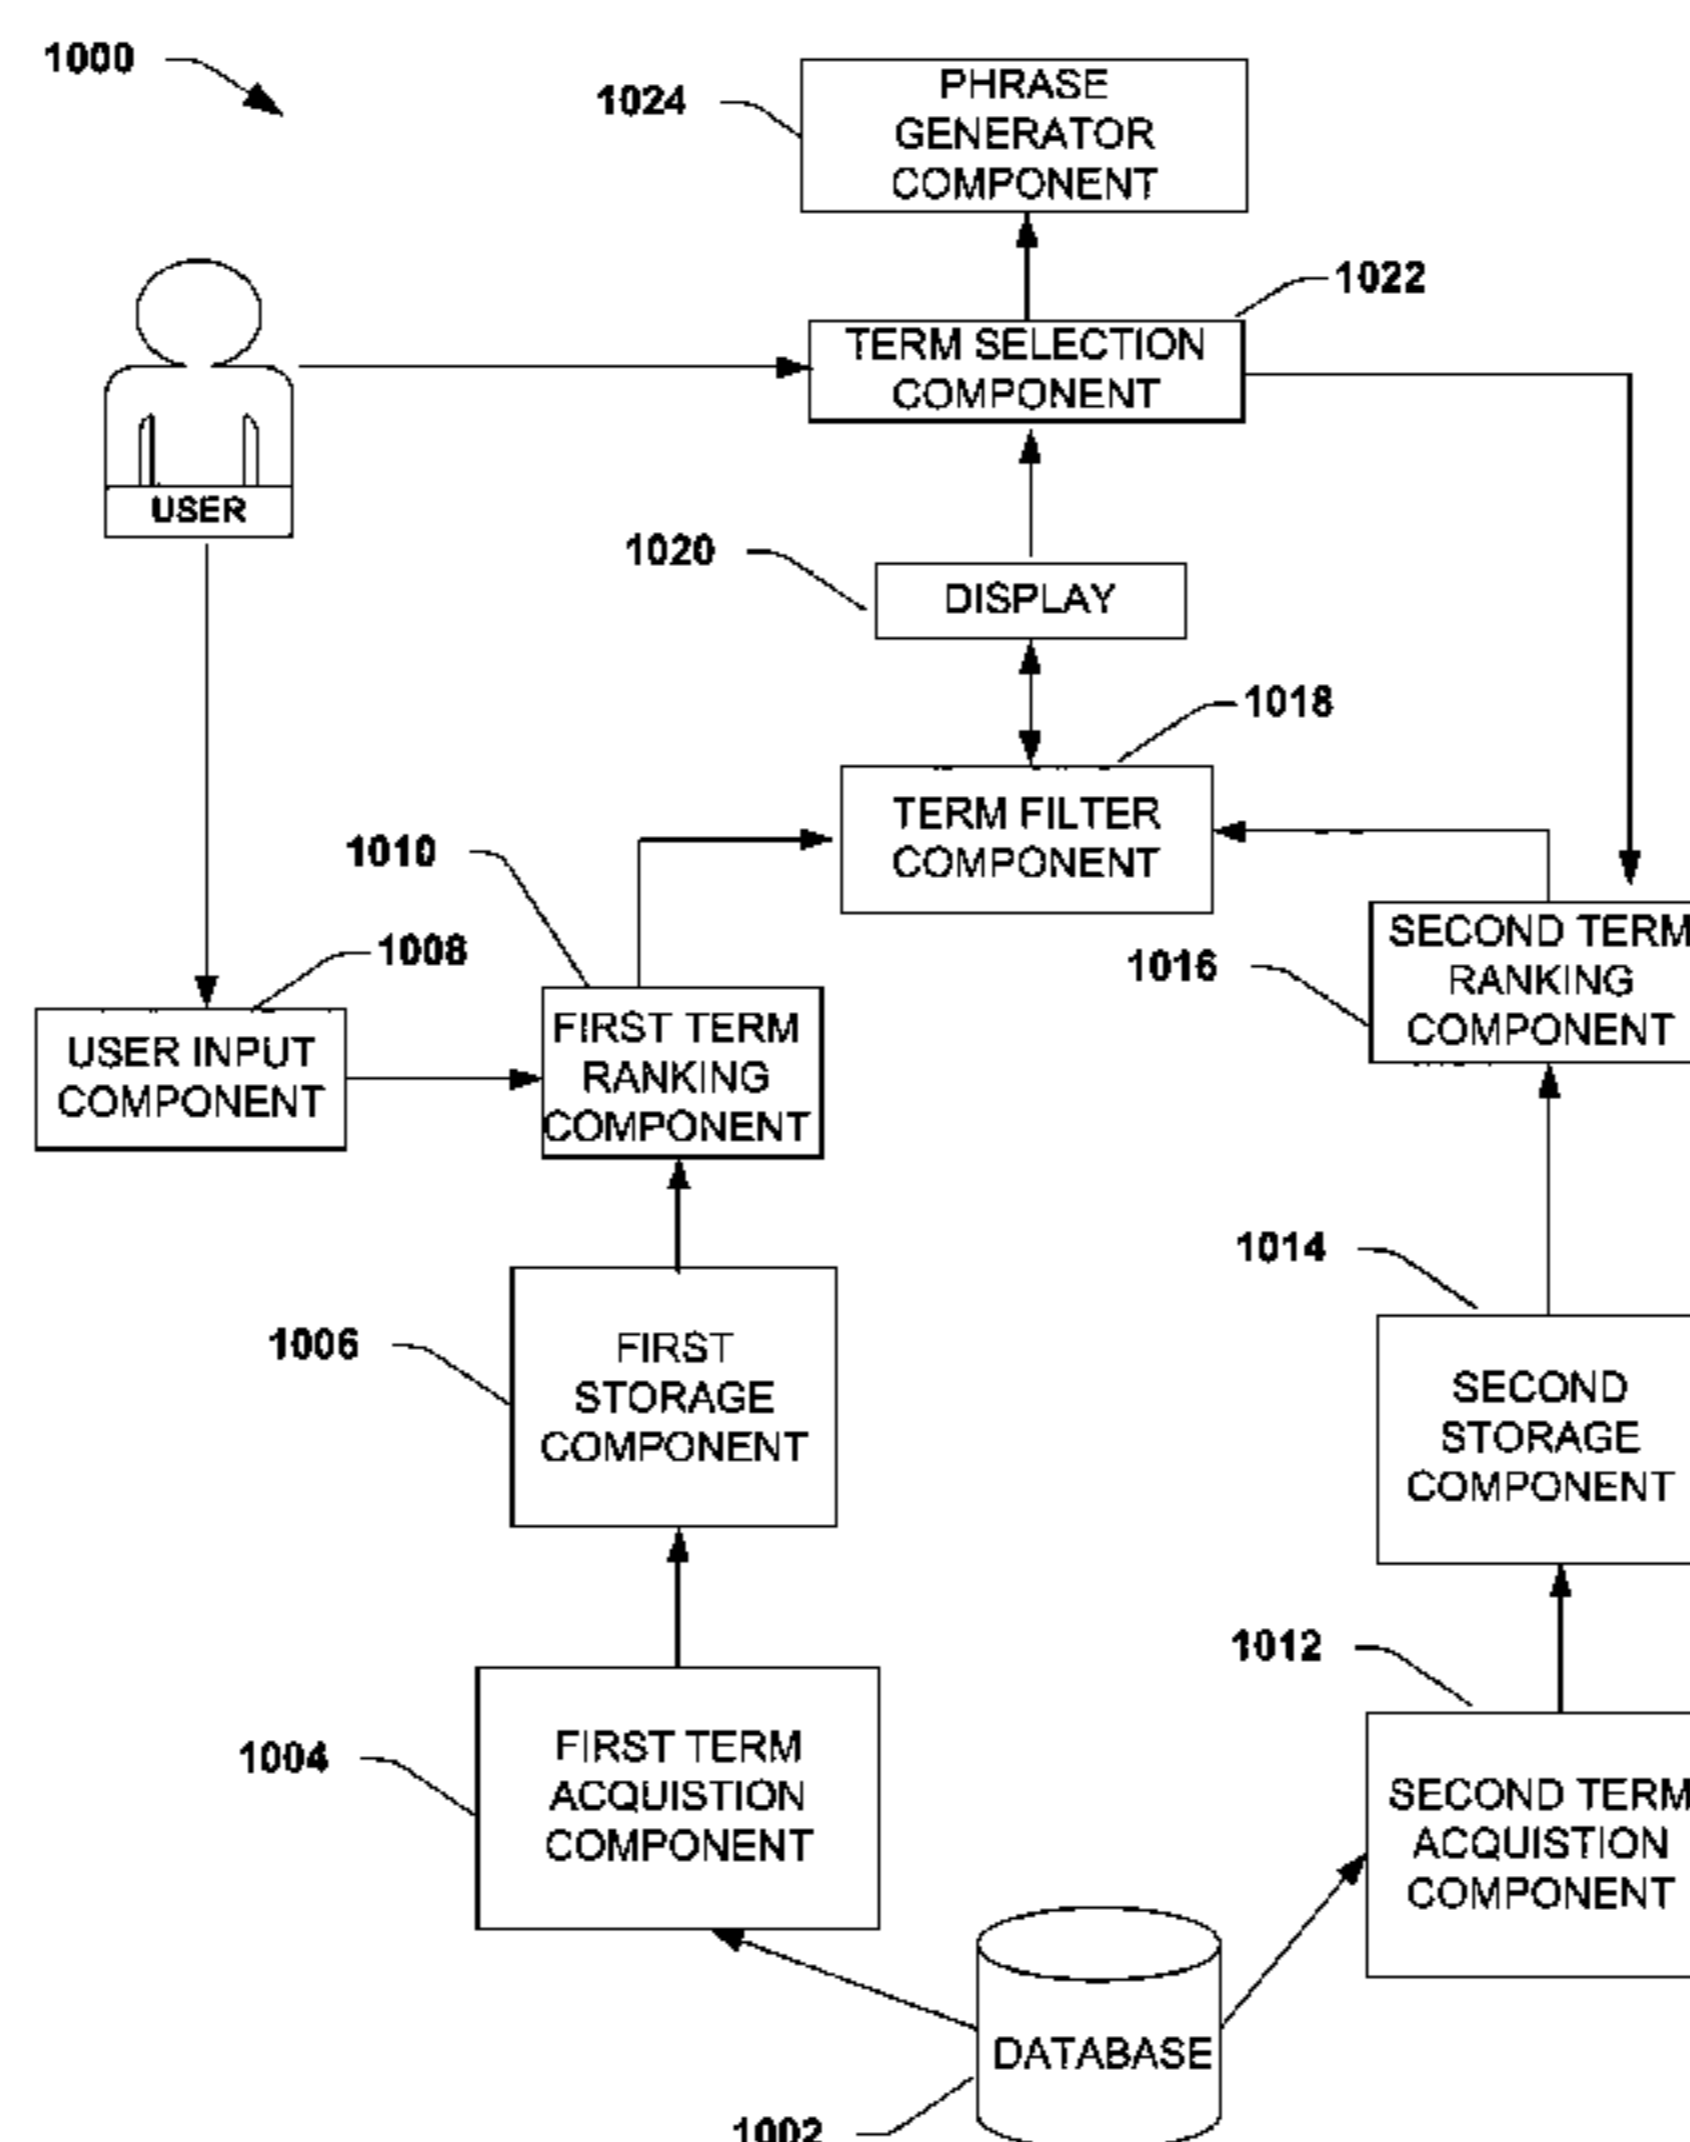 1000
1024
PHRASE
GENERATOR
COMPONENT
1022
TERM SELECTION
COMPONENT
USER
1020
DISPLAY
1018
TERM FILTER
COMPONENT
1010
1008
1016
SECOND TERM
RANKING
COMPONENT
USER INPUT
COMPONENT
FIRST TERM
RANKING
COMPONENT
1014
1006
FIRST
STORAGE
COMPONENT
SECOND
STORAGE
COMPONENT
1012
1004
FIRST TERM
ACQUISTION
COMPONENT
SECOND TERM
ACQUISTION
COMPONENT
DATABASE
1002